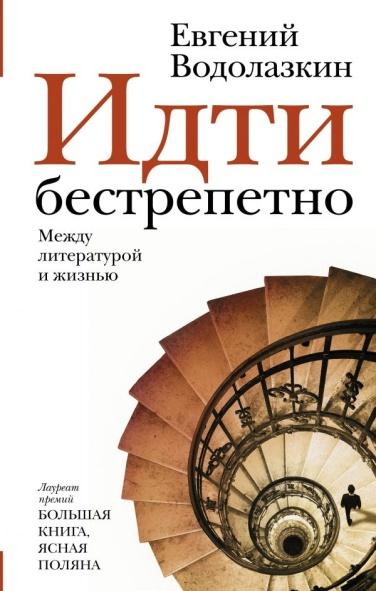 Евгений
Водолазкин
Идти
бестрепетно
Между
литературой
и жизнью
Лауреат
премий
БОЛЬШАЯ
КНИГА,
ЯСНАЯ
ПОЛЯНА